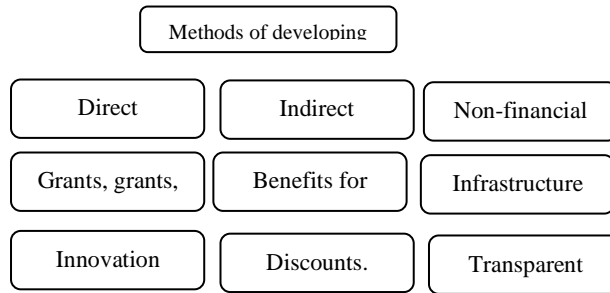 Methods of developing
Direct Indirect Non-financial
Grants, grants, Benefits for Infrastructure
Innovation Discounts. Transparent